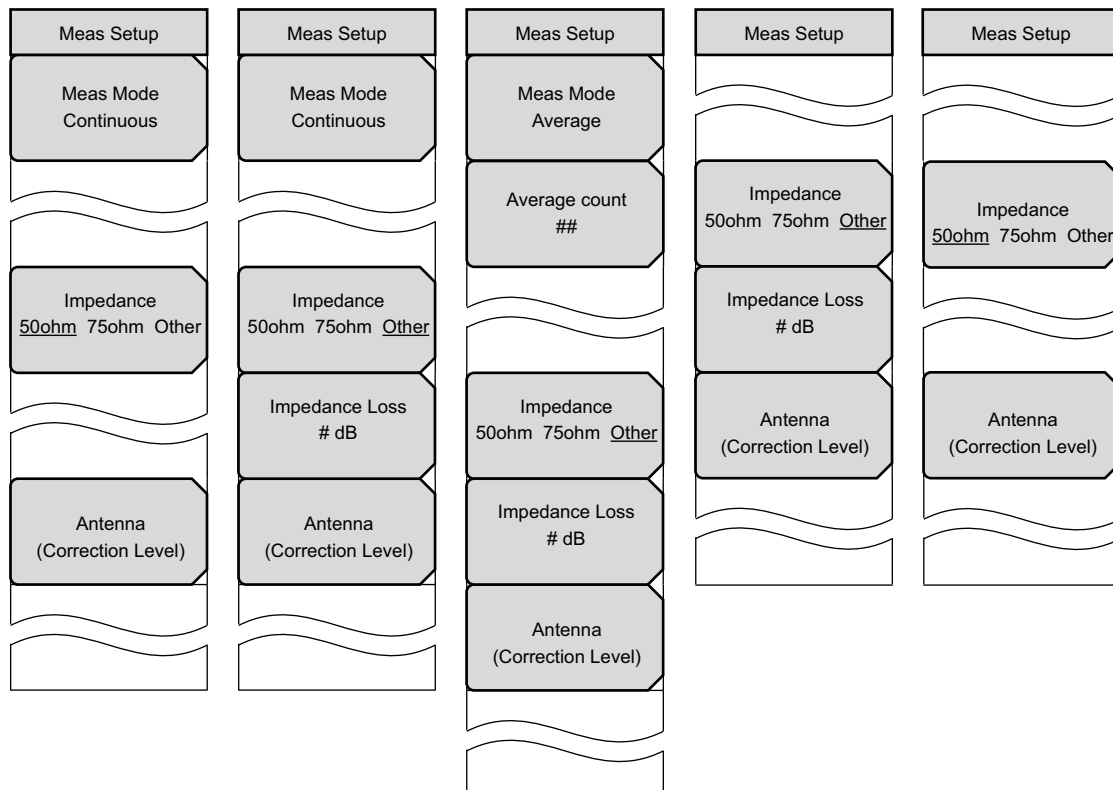 Meas Setup
Meas Mode
Continuous
Impedance
50ohm 75ohm Other
Antenna
(Correction Level)
Meas Setup
Meas Mode
Continuous
Impedance
50ohm 75ohm Other
Impedance Loss
# dB
Antenna
(Correction Level)
Meas Setup
Meas Mode
Average
Average count
##
Impedance
50ohm 75ohm Other
Impedance Loss
# dB
Antenna
(Correction Level)
Meas Setup
Impedance
50ohm 75ohm Other
Impedance Loss
# dB
Antenna
(Correction Level)
Meas Setup
Impedance
50ohm 75ohm Other
Antenna
(Correction Level)